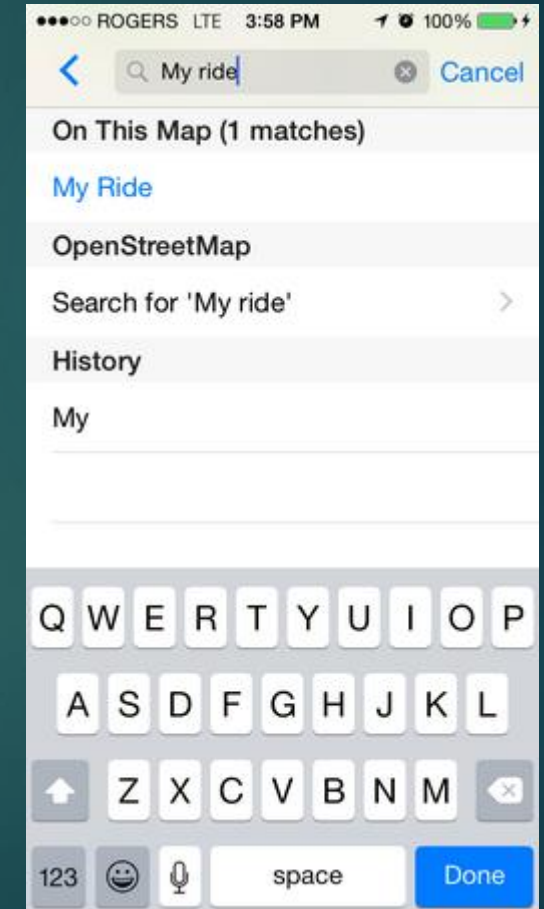 ROGERS LTE 3:58 PM 100%
My ride Cancel
On This Map (1 matches)
My Ride
OpenStreetMap
Search for 'My ride'
History
My
Q W E R T Y U I O P
A S D F G H J K L
Z X C V B N M
123 space Done